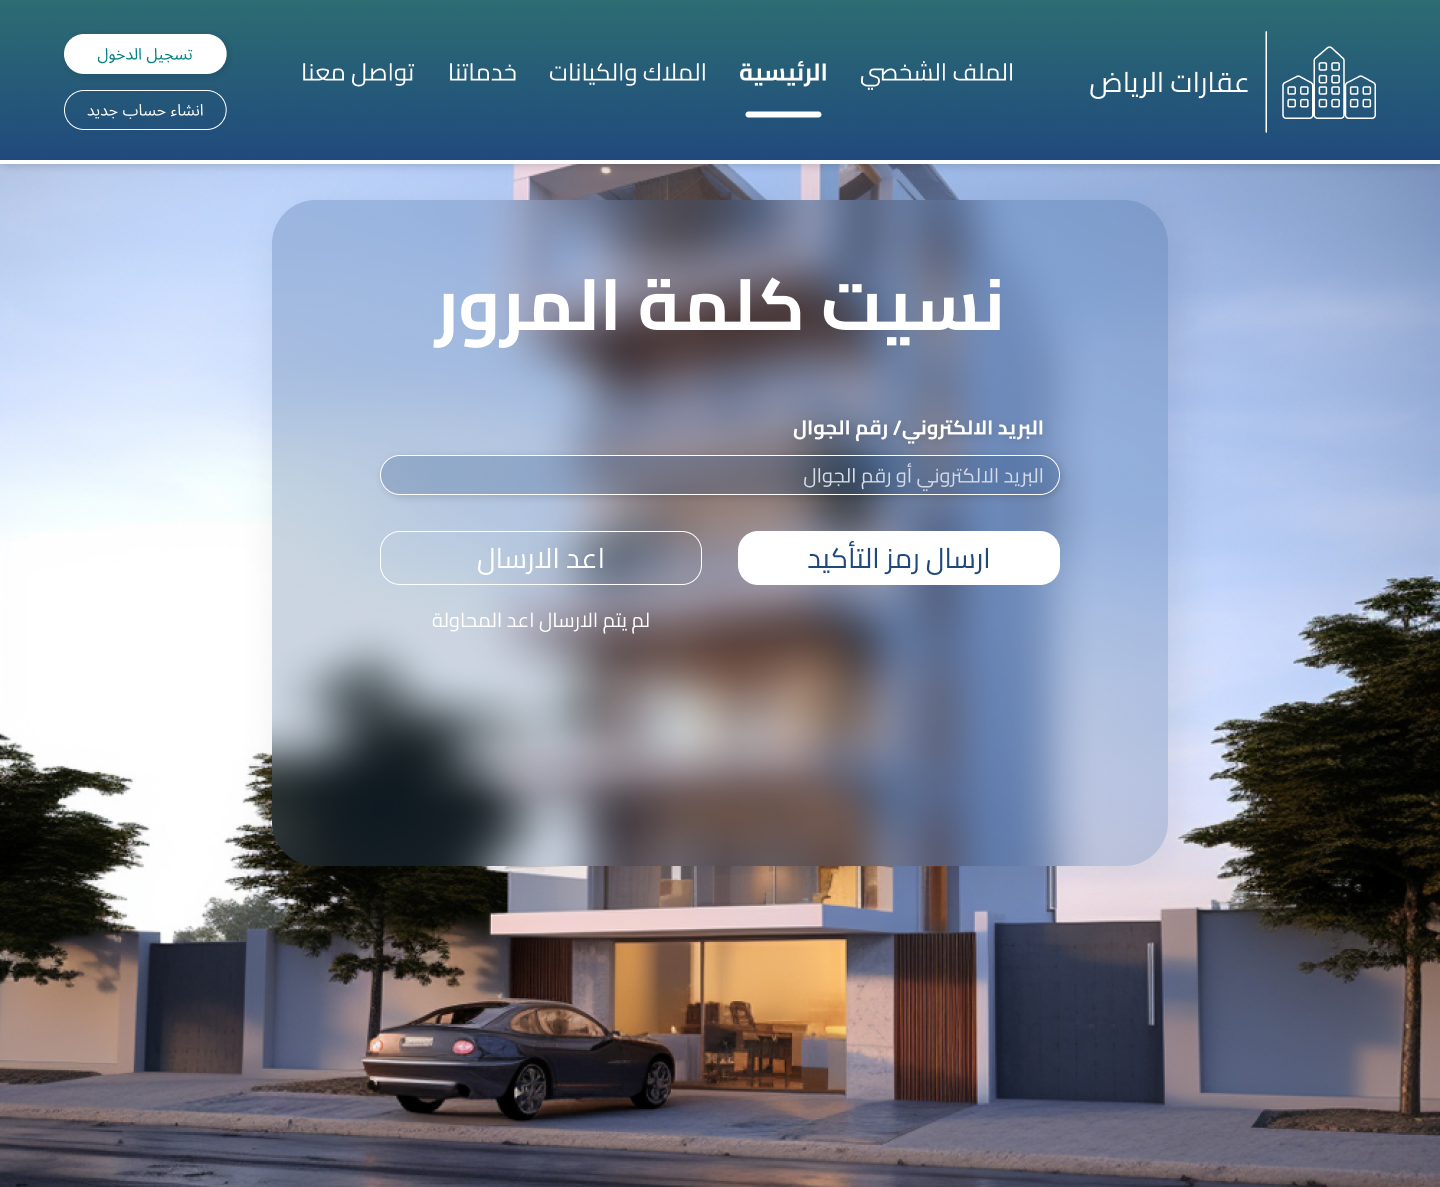 عقارات الرياض
الملف الشخصي
الرئيسية
الملاك والكيانات
خدماتنا
تواصل معنا
تسجيل الدخول
انشاء حساب جديد
نسيت كلمة المرور
البريد الالكتروني/ رقم الجوال
البريد الالكتروني أو رقم الجوال
ارسال رمز التأكيد
اعد الارسال
لم يتم الارسال اعد المحاولة